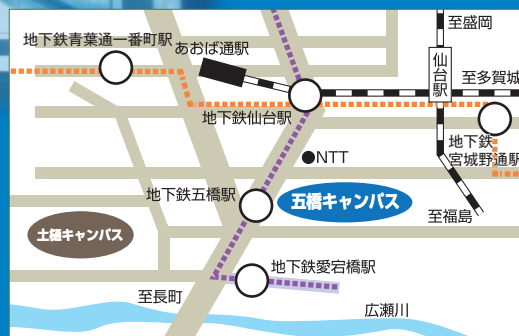 至盛岡
地下鉄青葉通一番町駅
あおば通駅
仙台駅
至多賀城
地下鉄仙台駅
地下鉄
宮城野通駅
●NTT
地下鉄五橋駅
五橋キャンパス
至福島
土樋キャンパス
地下鉄愛宕橋駅
至長町
広瀬川